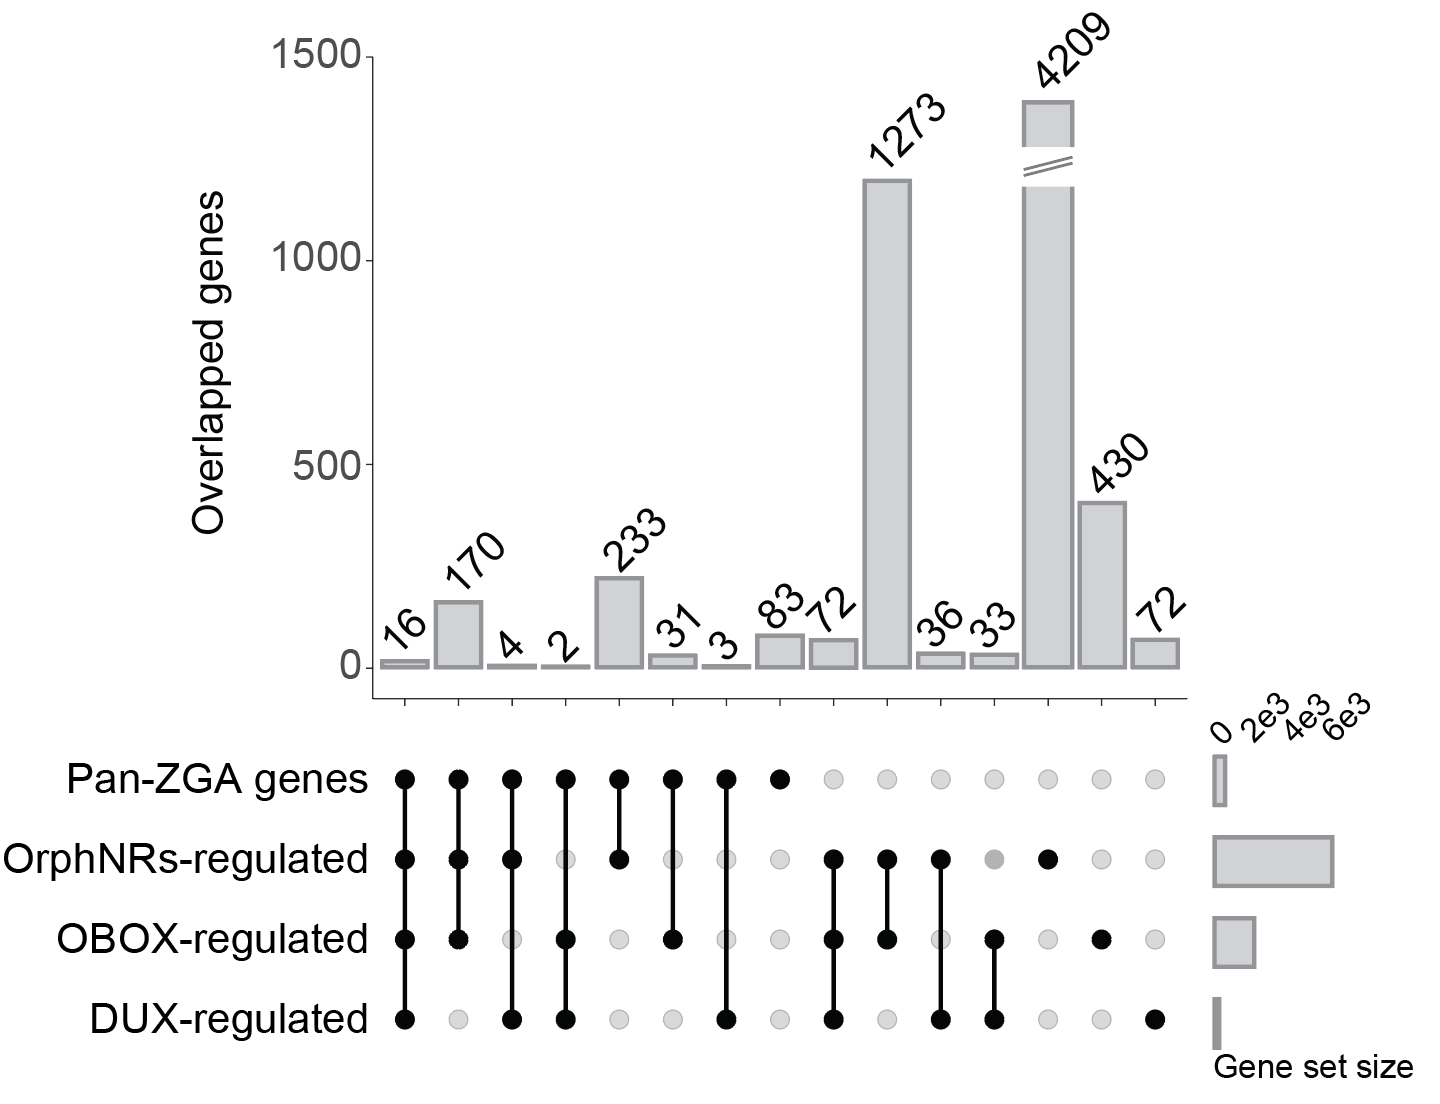 1500
1000
500
0
Overlapped genes
16
170
4
2
233
31
3
83
72
1273
36
33
4209
430
72
0
2e3
4e3
6e3
Pan-ZGA genes
OrphNRs-regulated
OBOX-regulated
DUX-regulated
Gene set size